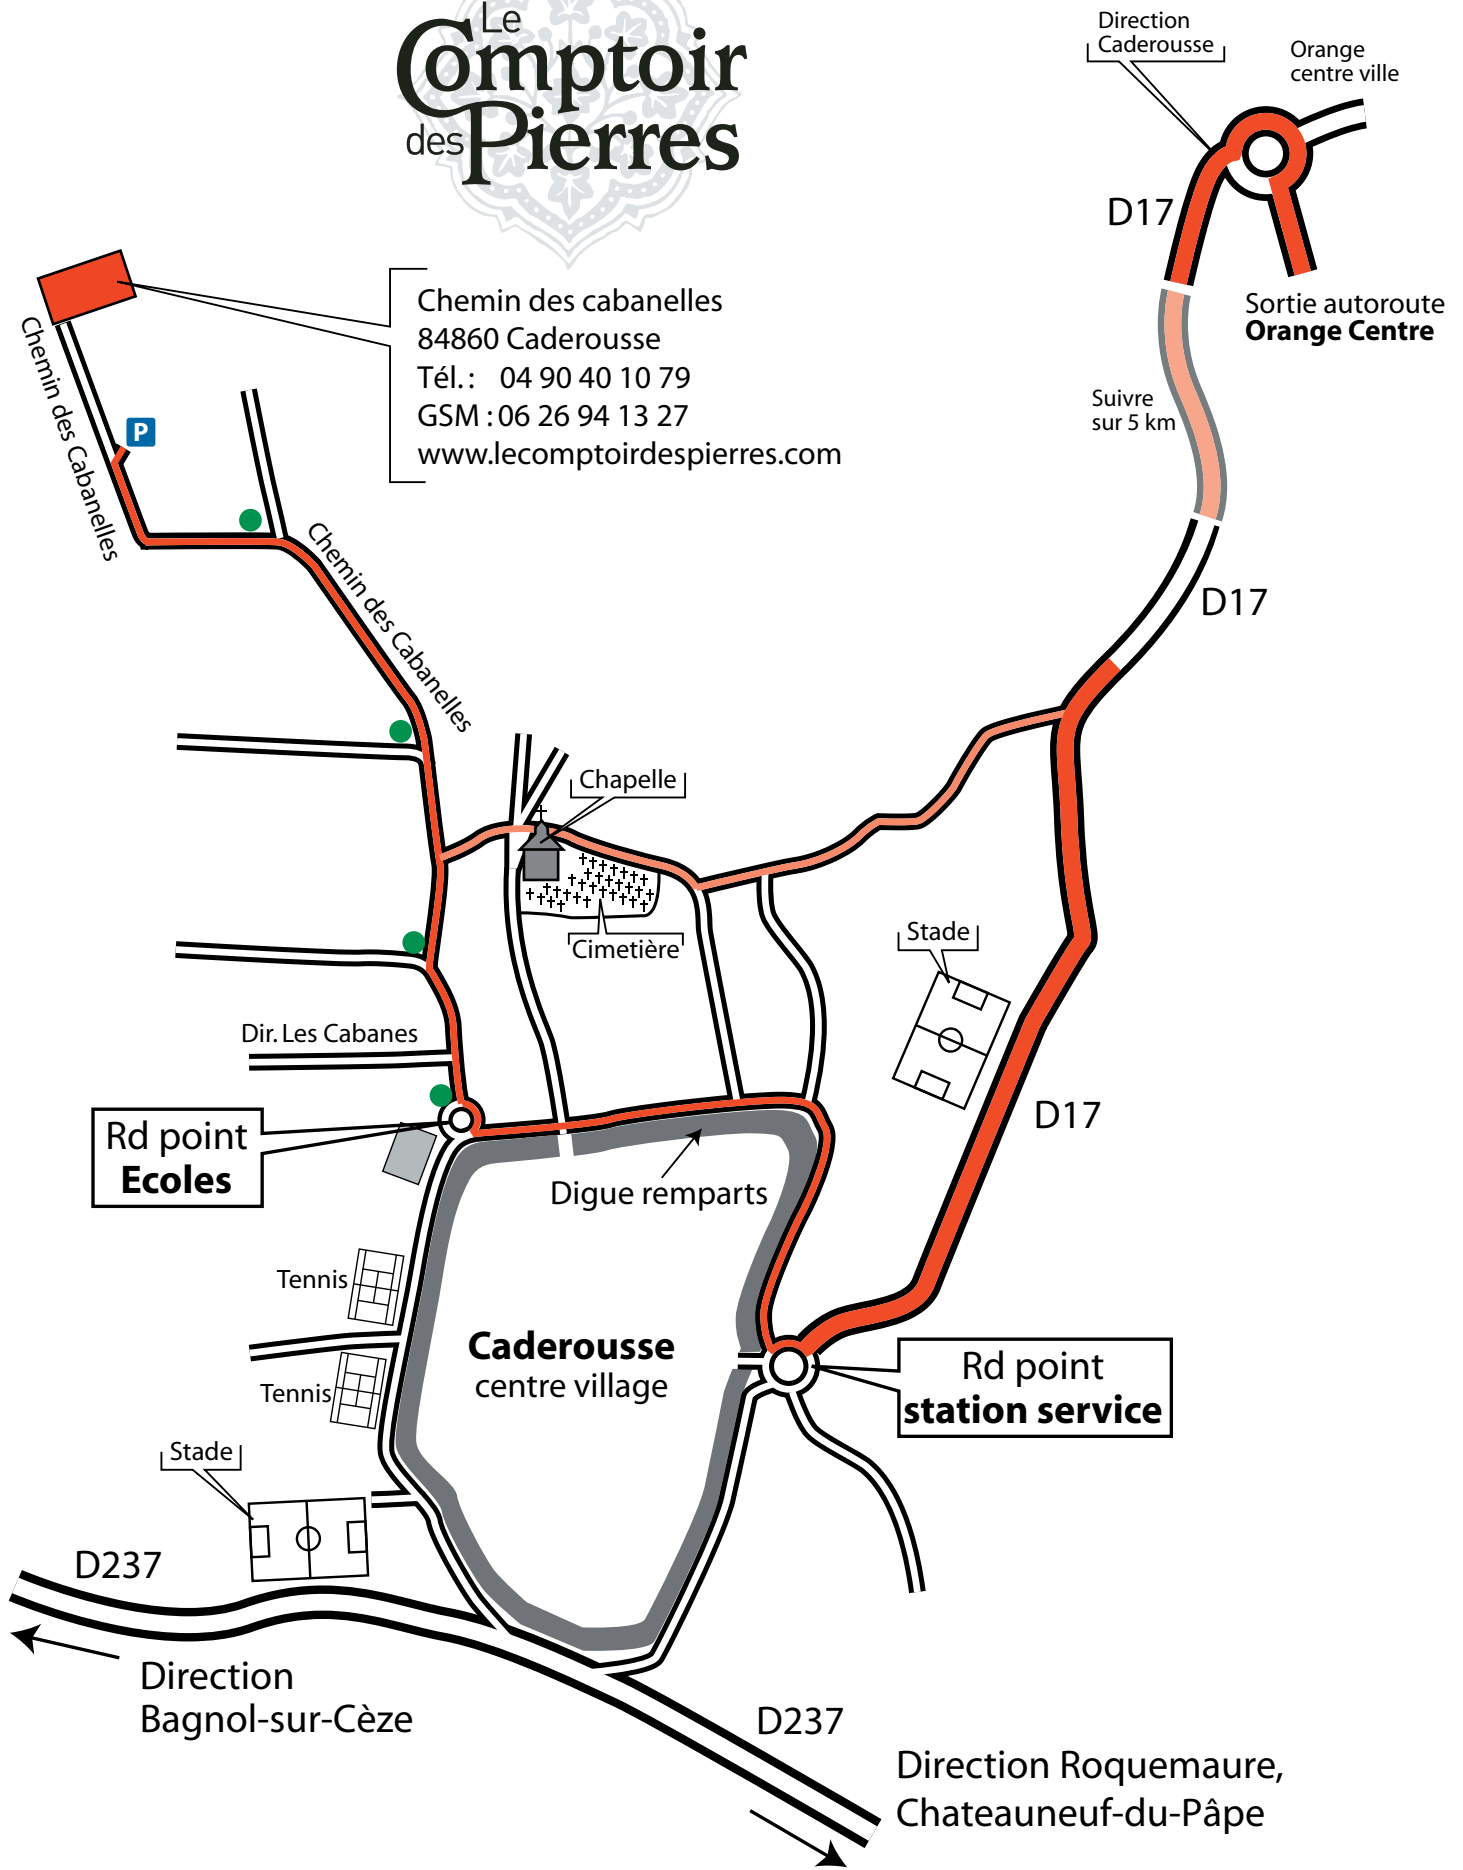 Le
Comptoir
des Pierres
Direction
Caderousse
Orange
centre ville
D17
Sortie autoroute
Orange Centre
Chemin des cabanelles
84860 Caderousse
Tél. : 04 90 40 10 79
GSM : 06 26 94 13 27
www.lecomptoirdespierres.com
Suivre
sur 5 km
Chemin des Cabanelles
P
Chemin des Cabanelles
D17
Chapelle
Cimetière
Stade
Dir. Les Cabanes
D17
Rd point
Ecoles
Digue remparts
Tennis
Caderousse
centre village
Rd point
station service
Tennis
Stade
D237
Direction
Bagnol-sur-Cèze
D237
Direction Roquemaure,
Chateauneuf-du-Pâpe